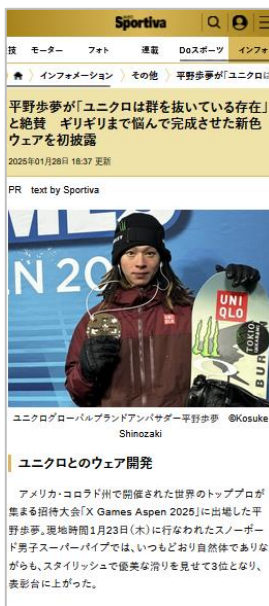 Sportiva
技 モーター フォト 連載 Doスポーツ インフォ
インフォメーション 〉 その他 〉 平野歩夢が「ユニクロは
平野歩夢が「ユニクロは群を抜いている存在」
と絶賛　ギリギリまで悩んで完成させた新色
ウェアを初披露
2025年01月28日 18:37 更新
PR text by Sportiva
MES
EN 20
UNI
QLO
UNI
QLO
TOKIO
BUR
ユニクログローバルブランドアンバサダー平野歩夢　©Kosuke
Shinozaki
ユニクロとのウェア開発
アメリカ・コロラド州で開催された世界のトッププロが
集まる招待大会「X Games Aspen 2025」に出場した平
野歩夢。現地時間1月23日（木）に行なわれたスノーボー
ド男子スーパーパイプでは、いつもどおり自然体でありな
がらも、スタイリッシュで優美な滑りを見せて3位となり、
表彰台に上がった。